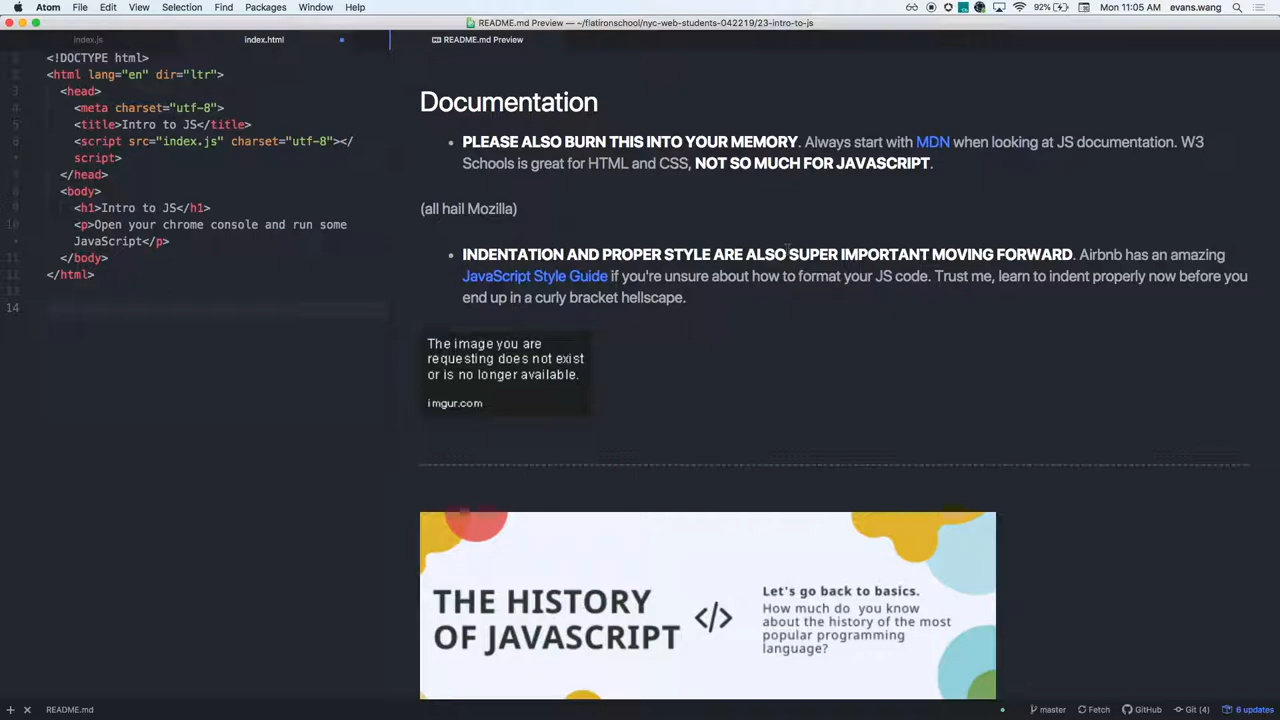 Atom File Edit View Selection Find Packages Window Help 92% Mon 11:05 AM evans.wang
README.md Preview — ~/flatironschool/nyc-web-students-042219/23-intro-to-js
index.js index.html README.md Preview
<!DOCTYPE html>
<html lang="en" dir="ltr">
3 <head>
4 <meta charset="utf-8">
5 <title>Intro to JS</title>
6 <script src="index.js" charset="utf-8"></
script>
7 </head>
8 <body>
<h1>Intro to JS</h1>
10 <p>Open your chrome console and run some
JavaScript</p>
11 </body>
12 </html>
13
14
Documentation
PLEASE ALSO BURN THIS INTO YOUR MEMORY. Always start with MDN when looking at JS documentation. W3
Schools is great for HTML and CSS, NOT SO MUCH FOR JAVASCRIPT.
(all hail Mozilla)
INDENTATION AND PROPER STYLE ARE ALSO SUPER IMPORTANT MOVING FORWARD. Airbnb has an amazing
JavaScript Style Guide if you're unsure about how to format your JS code. Trust me, learn to indent properly now before you
end up in a curly bracket hellscape.
The image you are
requesting does not exist
or is no longer available.
imgur.com
THE HISTORY
OF JAVASCRIPT
</>
Let's go back to basics.
How much do you know
about the history of the most
popular programming
language?
README.md master Fetch GitHub Git (4) 6 updates